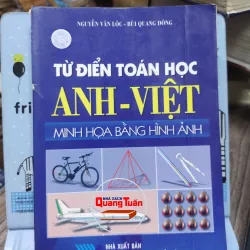 NGUYỄN VĂN LỘC - BÙI QUANG ĐÔNG
TỪ ĐIỂN TOÁN HỌC
ANH-VIỆT
MINH HỌA BẰNG HÌNH ẢNH
NHÀ SÁCH
Quang Tuấn
NHÀ XUẤT BẢN